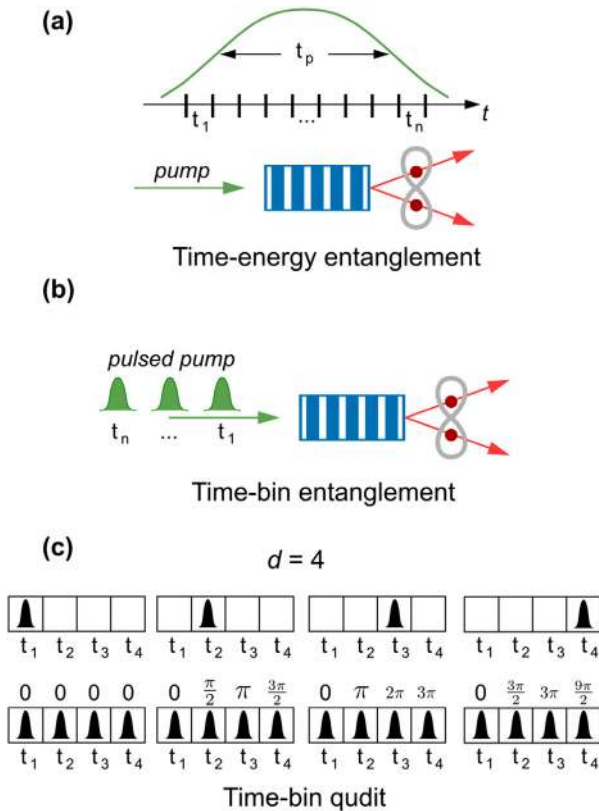 (a)
t_p
t_1 ... t_n t
pump
Time-energy entanglement
(b)
pulsed pump
t_n ... t_1
Time-bin entanglement
(c)
d = 4
t_1 t_2 t_3 t_4 t_1 t_2 t_3 t_4 t_1 t_2 t_3 t_4 t_1 t_2 t_3 t_4
0 0 0 0 0 π/2 π 3π/2 0 π 2π 3π 0 3π/2 3π 9π/2
t_1 t_2 t_3 t_4 t_1 t_2 t_3 t_4 t_1 t_2 t_3 t_4 t_1 t_2 t_3 t_4
Time-bin qudit